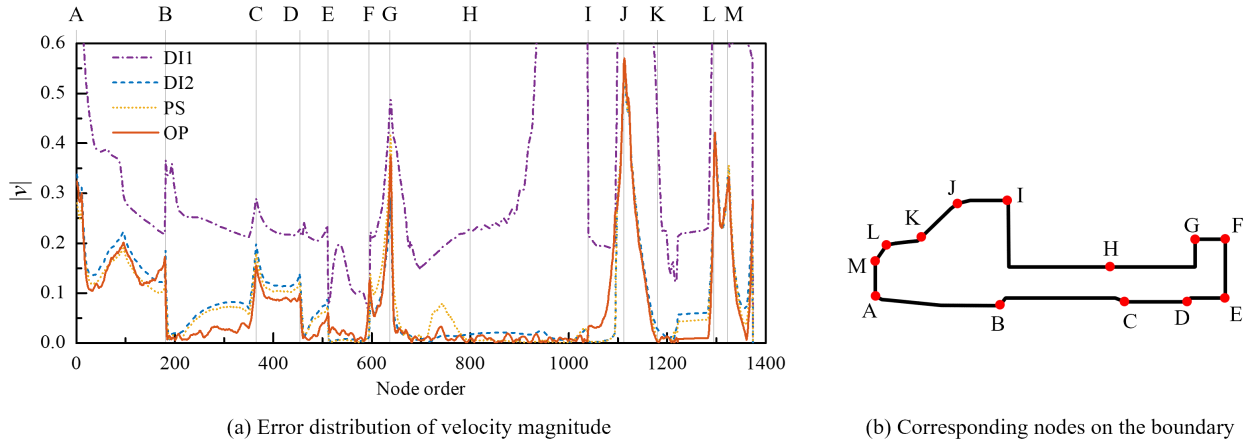 A B C D E F G H I J K L M
0.6
0.5
0.4
0.3
0.2
0.1
0.0
|v|
DI1
DI2
PS
OP
0 200 400 600 800 1000 1200 1400
Node order
J I
L K H G F
M
A B C D E
(a) Error distribution of velocity magnitude
(b) Corresponding nodes on the boundary